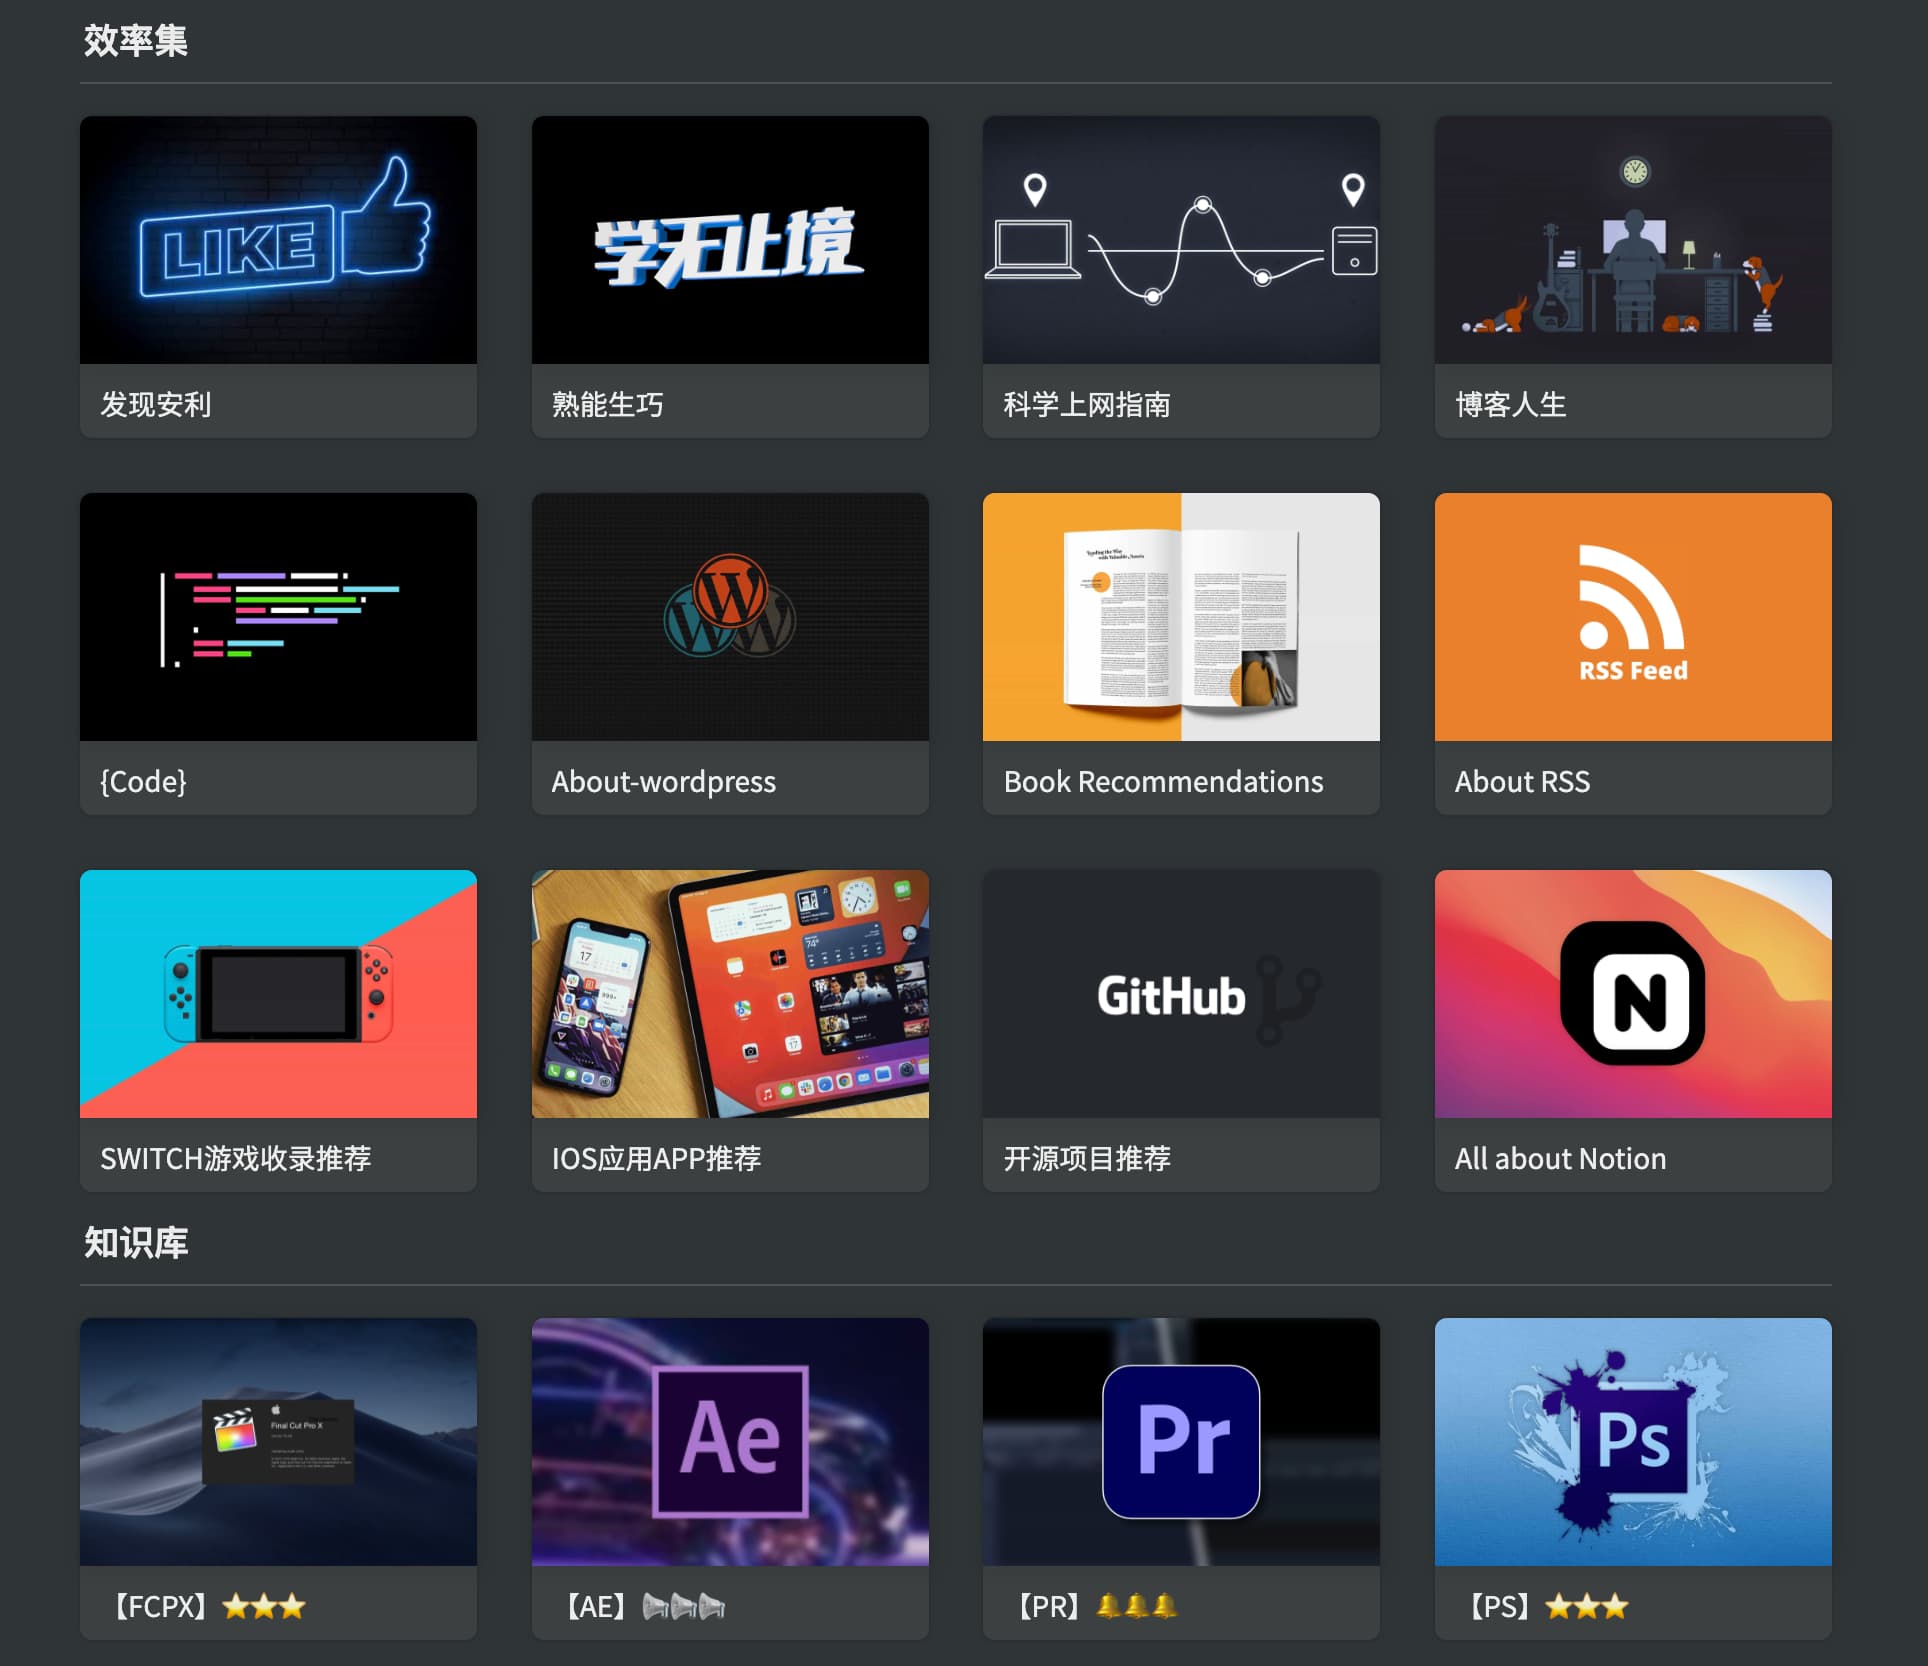 效率集
LIKE
学无止境
发现安利
熟能生巧
科学上网指南
博客人生
RSS Feed
{Code}
About-wordpress
Book Recommendations
About RSS
GitHub
N
SWITCH游戏收录推荐
IOS应用APP推荐
开源项目推荐
All about Notion
知识库
Final Cut Pro X
Ae
Pr
Ps
【FCPX】⭐⭐⭐
【AE】📢📢📢
【PR】🔔🔔🔔
【PS】⭐⭐⭐